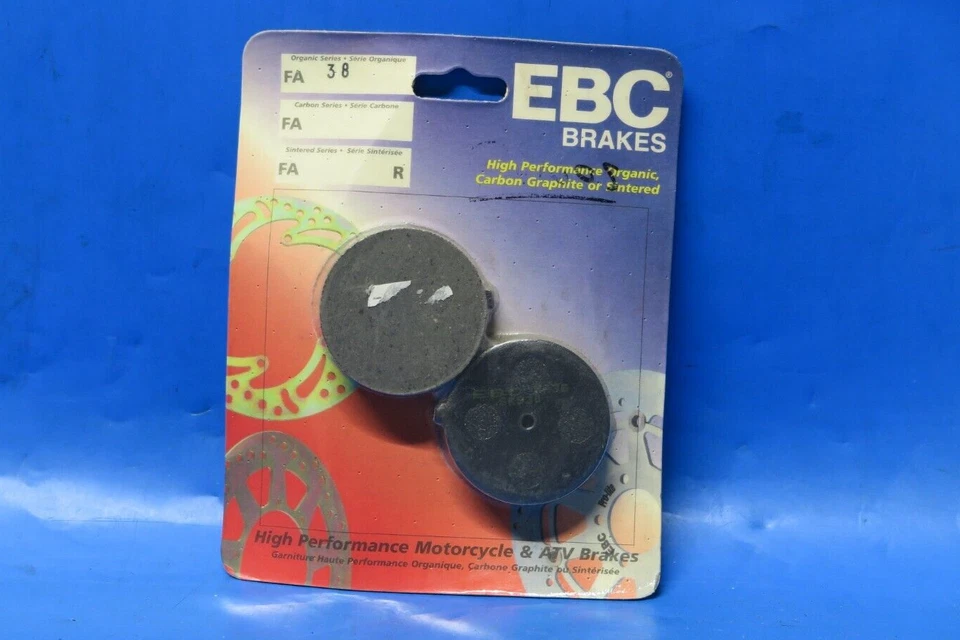 Organic Series • Série Organique
FA 38
Carbon Series • Série Carbone
FA
Sintered Series • Série Sintérisée
FA R
EBC®
BRAKES
High Performance Organic,
Carbon Graphite or Sintered
EBC
High Performance Motorcycle & ATV Brakes
Garniture Haute Performance Organique, Carbone Graphite ou Sintérisée